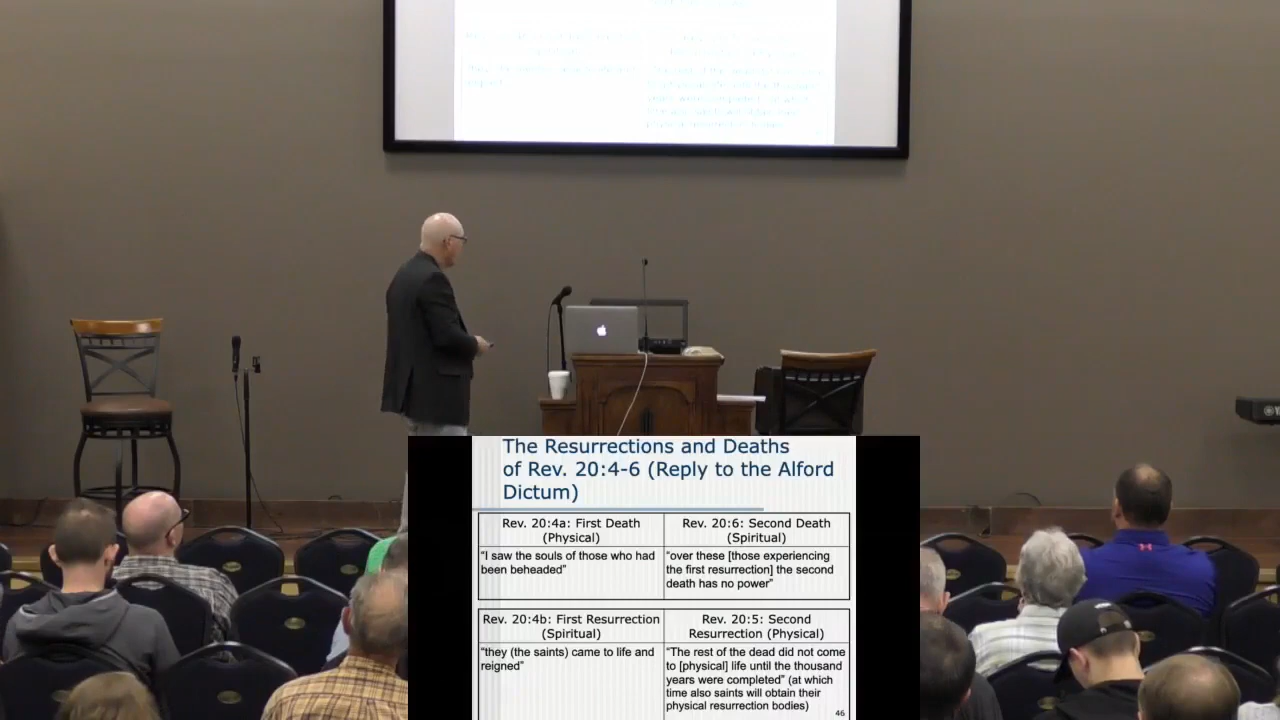 The Resurrections and Deaths
of Rev. 20:4-6 (Reply to the Alford
Dictum)
Rev. 20:4a: First Death
(Physical)
Rev. 20:6: Second Death
(Spiritual)
“I saw the souls of those who had
been beheaded”
“over these [those experiencing
the first resurrection] the second
death has no power”
Rev. 20:4b: First Resurrection
(Spiritual)
Rev. 20:5: Second
Resurrection (Physical)
“they (the saints) came to life and
reigned”
“The rest of the dead did not come
to [physical] life until the thousand
years were completed” (at which
time also saints will obtain their
physical resurrection bodies)
46